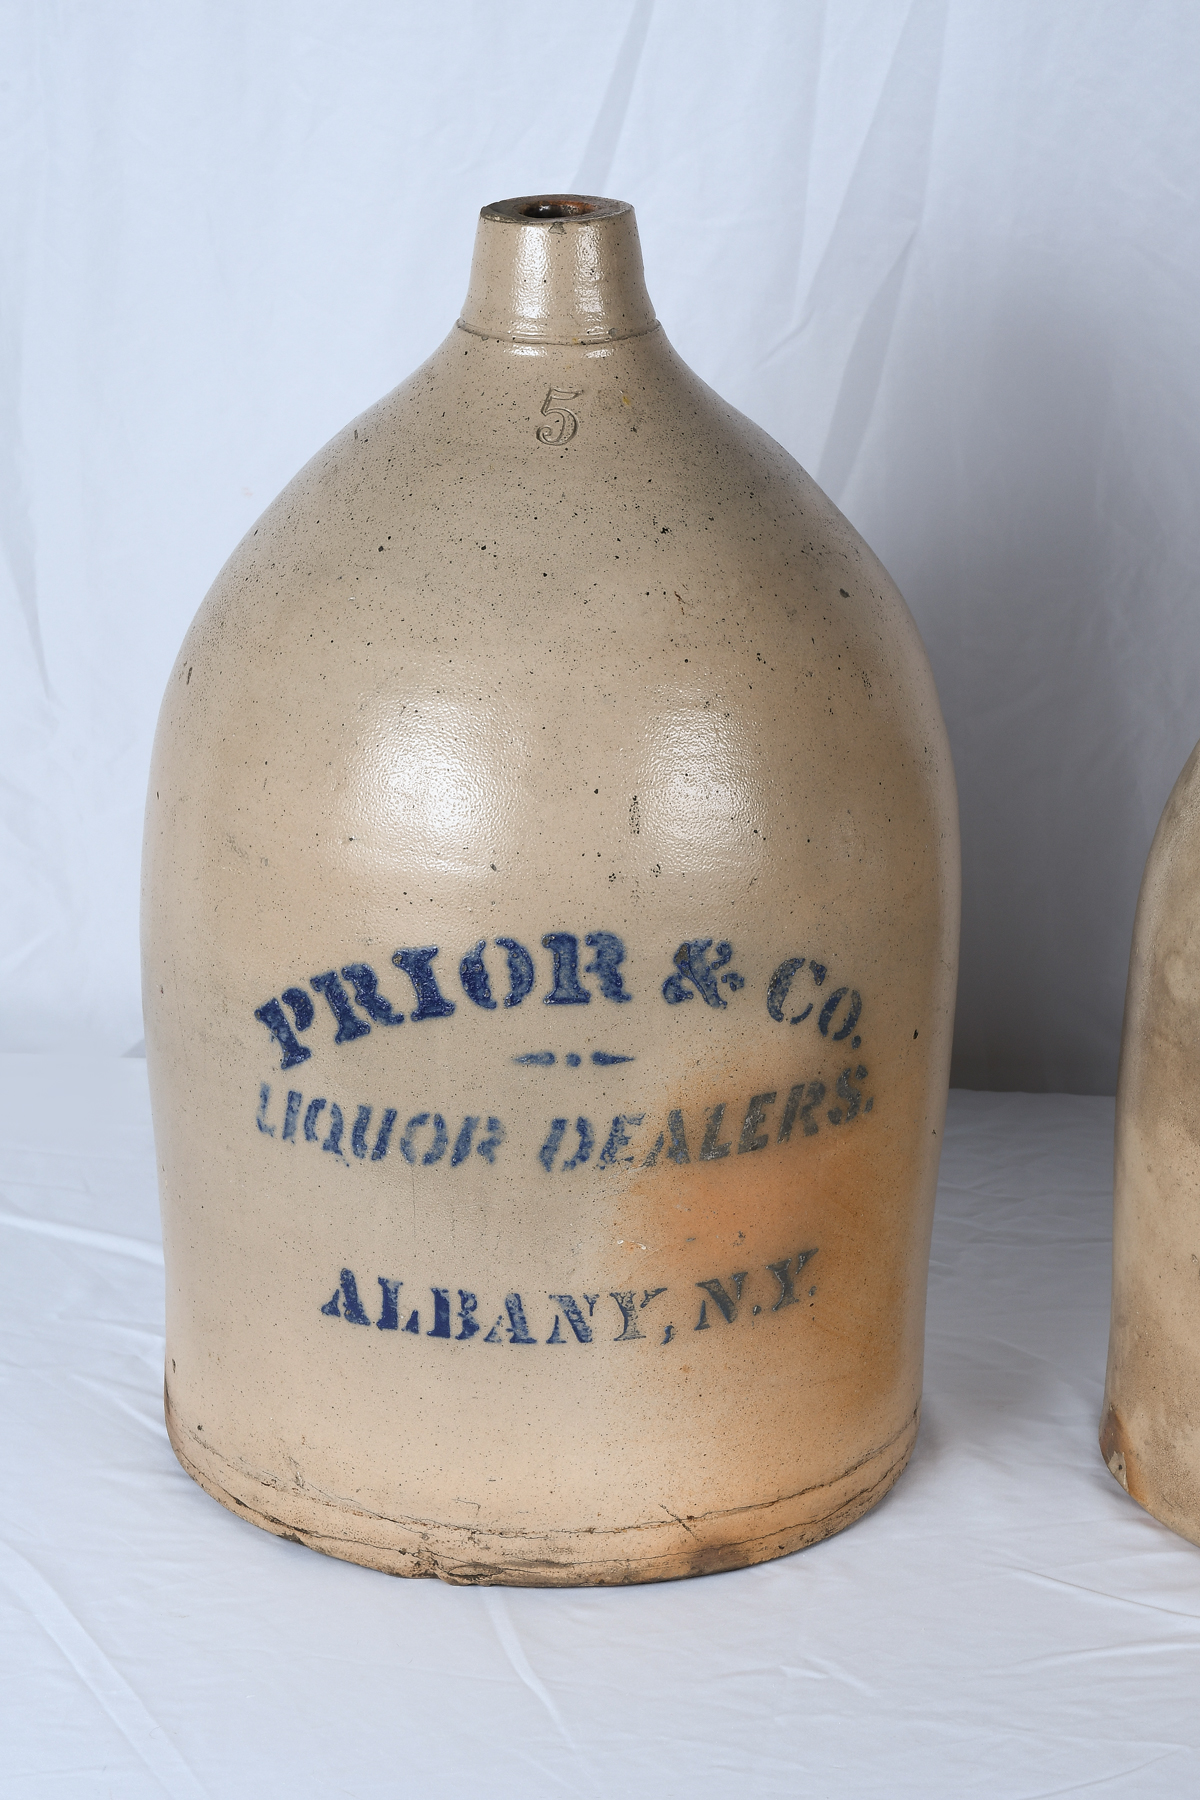 5
PRIOR & CO.
LIQUOR DEALERS.
ALBANY, N.Y.